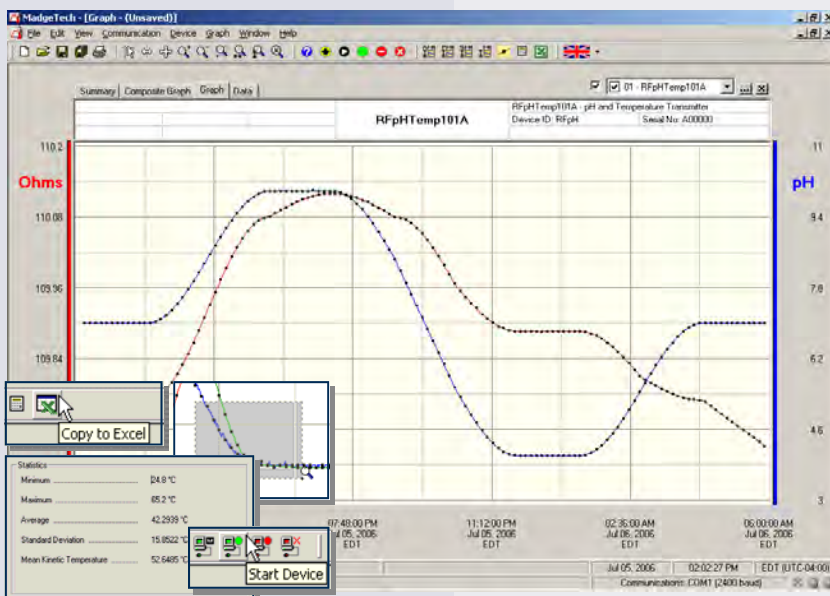 MadgeTech - [Graph - (Unsaved)]
File Edit View Communication Device Graph Window Help
Summary Composite Graph Graph Data
01 - RFpHTemp101A
RFpHTemp101A
RFpHTemp101A - pH and Temperature Transmitter
Device ID: RFpH Serial No: A00000
110.2
Ohms
110.08
109.96
109.84
11
pH
9.4
7.8
6.2
4.6
3
Copy to Excel
Statistics
Minimum 24.8 °C
Maximum 65.2 °C
Average 42.2939 °C
Standard Deviation 15.8522 °C
Mean Kinetic Temperature 52.6485 °C
Start Device
07:48:00 PM
Jul 05, 2006
EDT
11:12:00 PM
Jul 05, 2006
EDT
02:36:00 AM
Jul 06, 2006
EDT
06:00:00 AM
Jul 06, 2006
EDT
Jul 05, 2006 02:02:27 PM EDT (UTC-04:00)
Communications: COM1 (2400 baud)